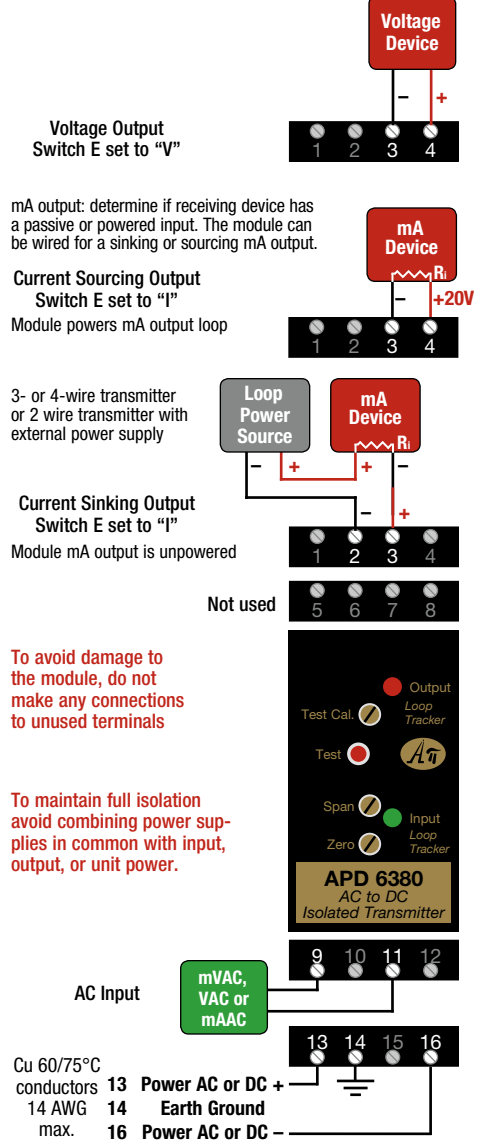 Voltage
Device
– +
Voltage Output
Switch E set to "V"
1 2 3 4
mA output: determine if receiving device has
a passive or powered input. The module can
be wired for a sinking or sourcing mA output.
mA
Device
Ri
– +20V
Current Sourcing Output
Switch E set to "I"
Module powers mA output loop
1 2 3 4
3- or 4-wire transmitter
or 2 wire transmitter with
external power supply
Loop
Power
Source
mA
Device
Ri
– + + –
Current Sinking Output
Switch E set to "I"
– +
Module mA output is unpowered
1 2 3 4
Not used
5 6 7 8
To avoid damage to
the module, do not
make any connections
to unused terminals
Output
Loop
Tracker
Test Cal.
Test
Aπ
To maintain full isolation
avoid combining power sup-
plies in common with input,
output, or unit power.
Span
Input
Loop
Tracker
Zero
APD 6380
AC to DC
Isolated Transmitter
9 10 11 12
AC Input
mVAC,
VAC or
mAAC
13 14 15 16
Cu 60/75°C
conductors
14 AWG
max.
13 Power AC or DC +
14 Earth Ground
16 Power AC or DC –